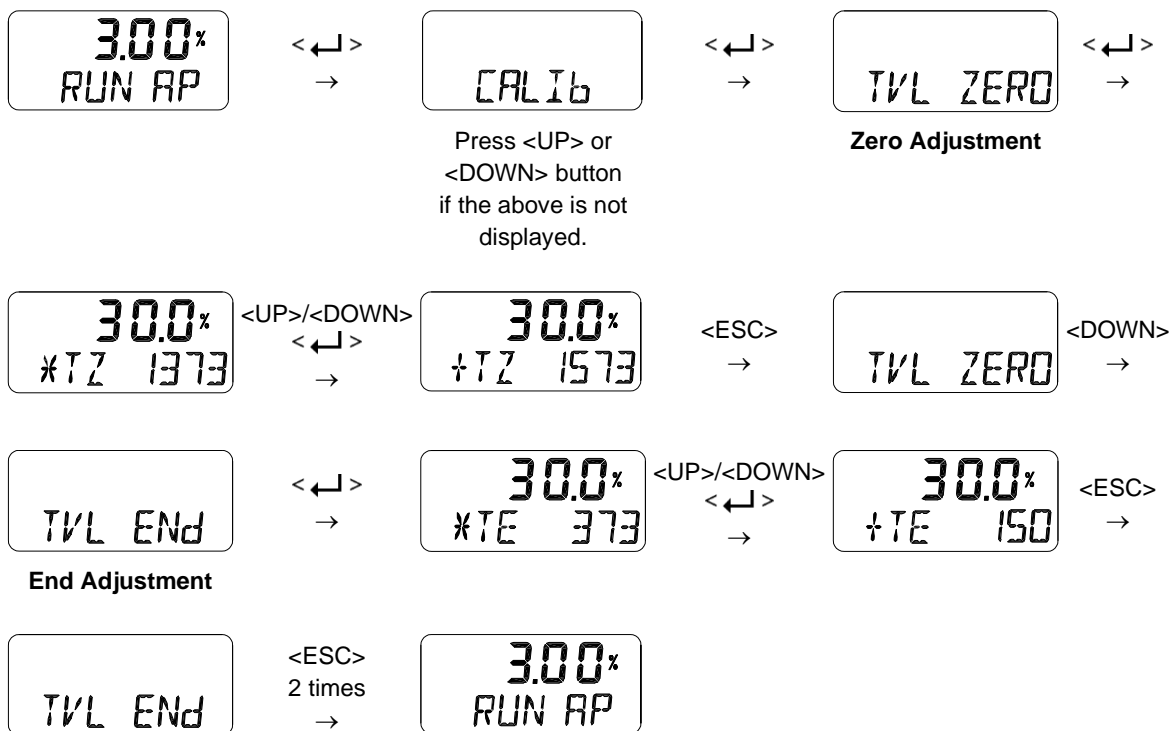 3.00%
RUN AP
< ↵ >
→
CALIb
Press <UP> or
<DOWN> button
if the above is not
displayed.
< ↵ >
→
TVL ZERO
Zero Adjustment
< ↵ >
→
30.0%
*TZ 1373
<UP>/<DOWN>
< ↵ >
→
30.0%
+TZ 1573
<ESC>
→
TVL ZERO
<DOWN>
→
TVL ENd
End Adjustment
< ↵ >
→
30.0%
*TE 373
<UP>/<DOWN>
< ↵ >
→
30.0%
+TE 150
<ESC>
→
TVL ENd
<ESC>
2 times
→
3.00%
RUN AP